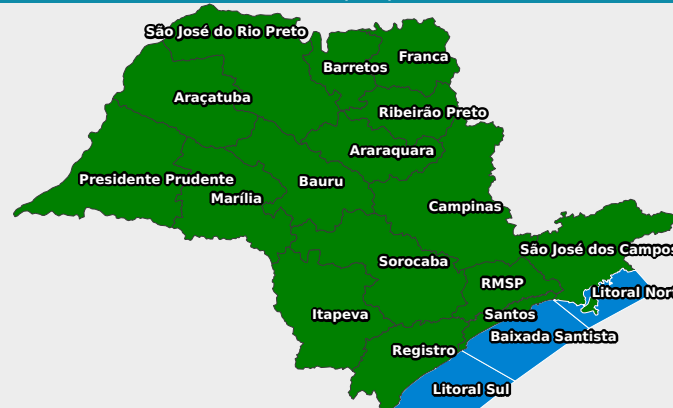 São José do Rio Preto
Franca
Barretos
Araçatuba
Ribeirão Preto
Araraquara
Presidente Prudente
Bauru
Marília
Campinas
São José dos Campos
Sorocaba
RMSP
Litoral Nort
Itapeva
Santos
Baixada Santista
Registro
Litoral Sul